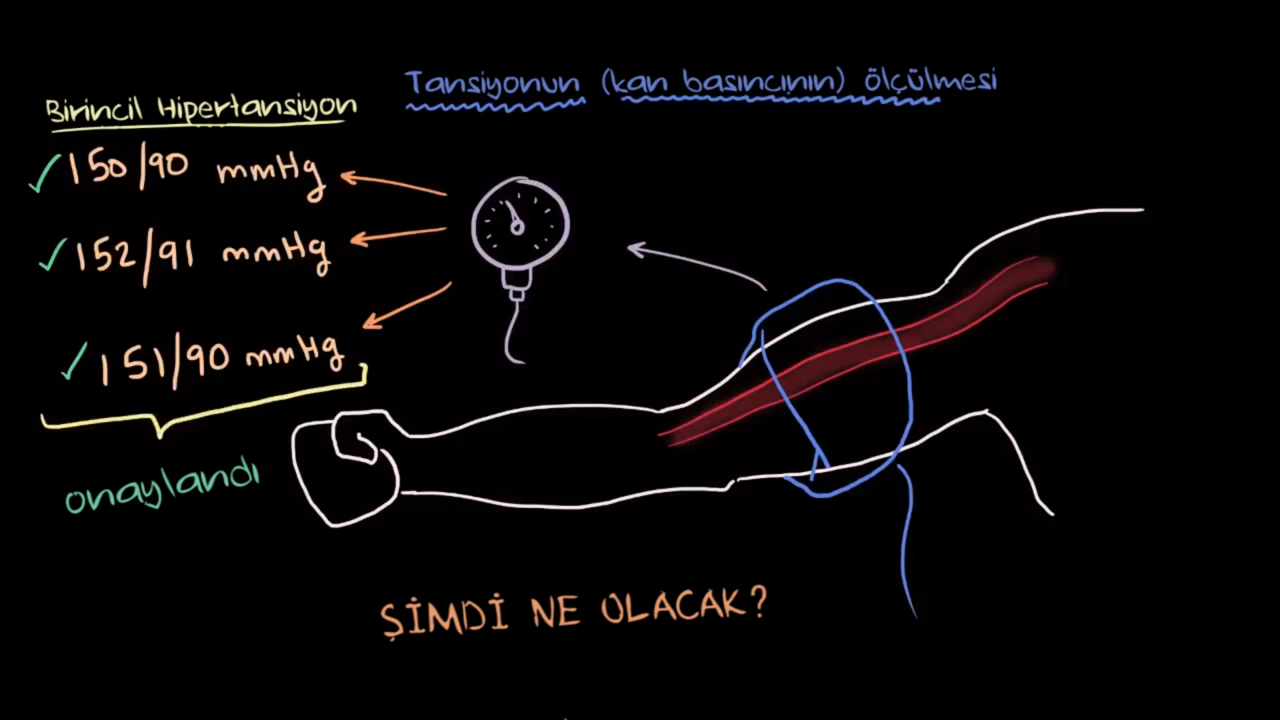 Tansiyonun (kan basıncının) ölçülmesi
Birincil Hipertansiyon
150/90 mmHg
152/91 mmHg
151/90 mmHg
onaylandı
ŞİMDİ NE OLACAK?